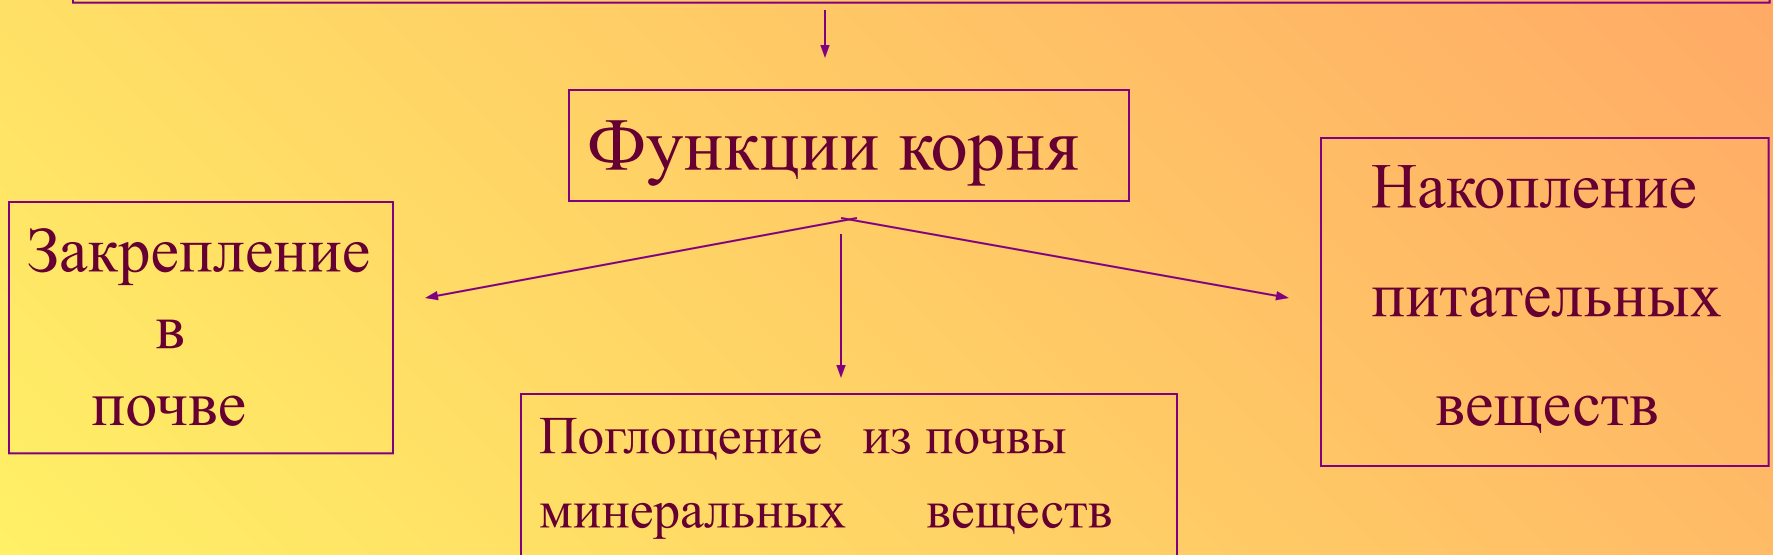 Функции корня
Закрепление
в
почве
Поглощение из почвы
минеральных веществ
Накопление
питательных
веществ